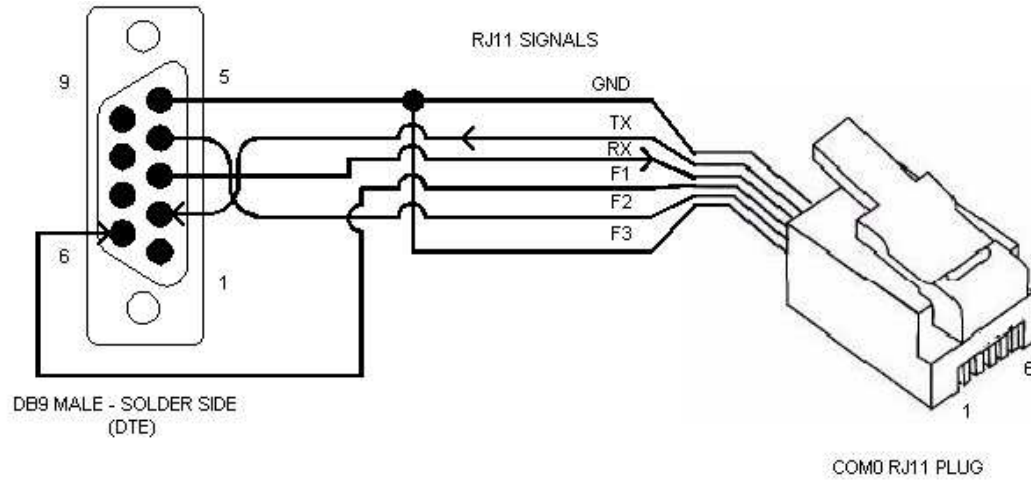 RJ11 SIGNALS
9
5
GND
TX
RX
F1
F2
F3
6
1
6
1
DB9 MALE - SOLDER SIDE
(DTE)
COM0 RJ11 PLUG